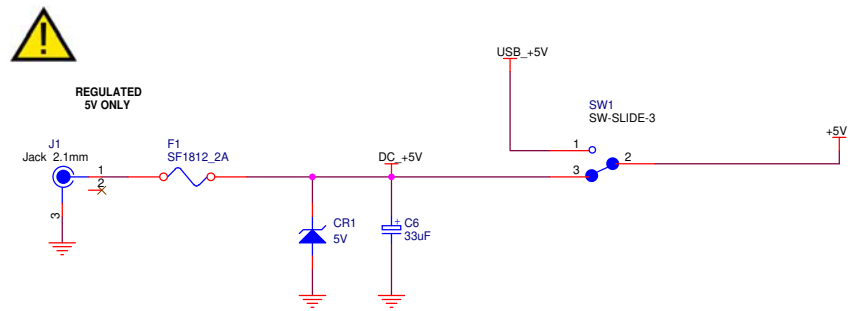 !
REGULATED
5V ONLY
USB_+5V
SW1
SW-SLIDE-3
J1
Jack 2.1mm
F1
SF1812_2A
DC_+5V
+5V
1
2
3
1
3
2
CR1
5V
+
C6
33uF